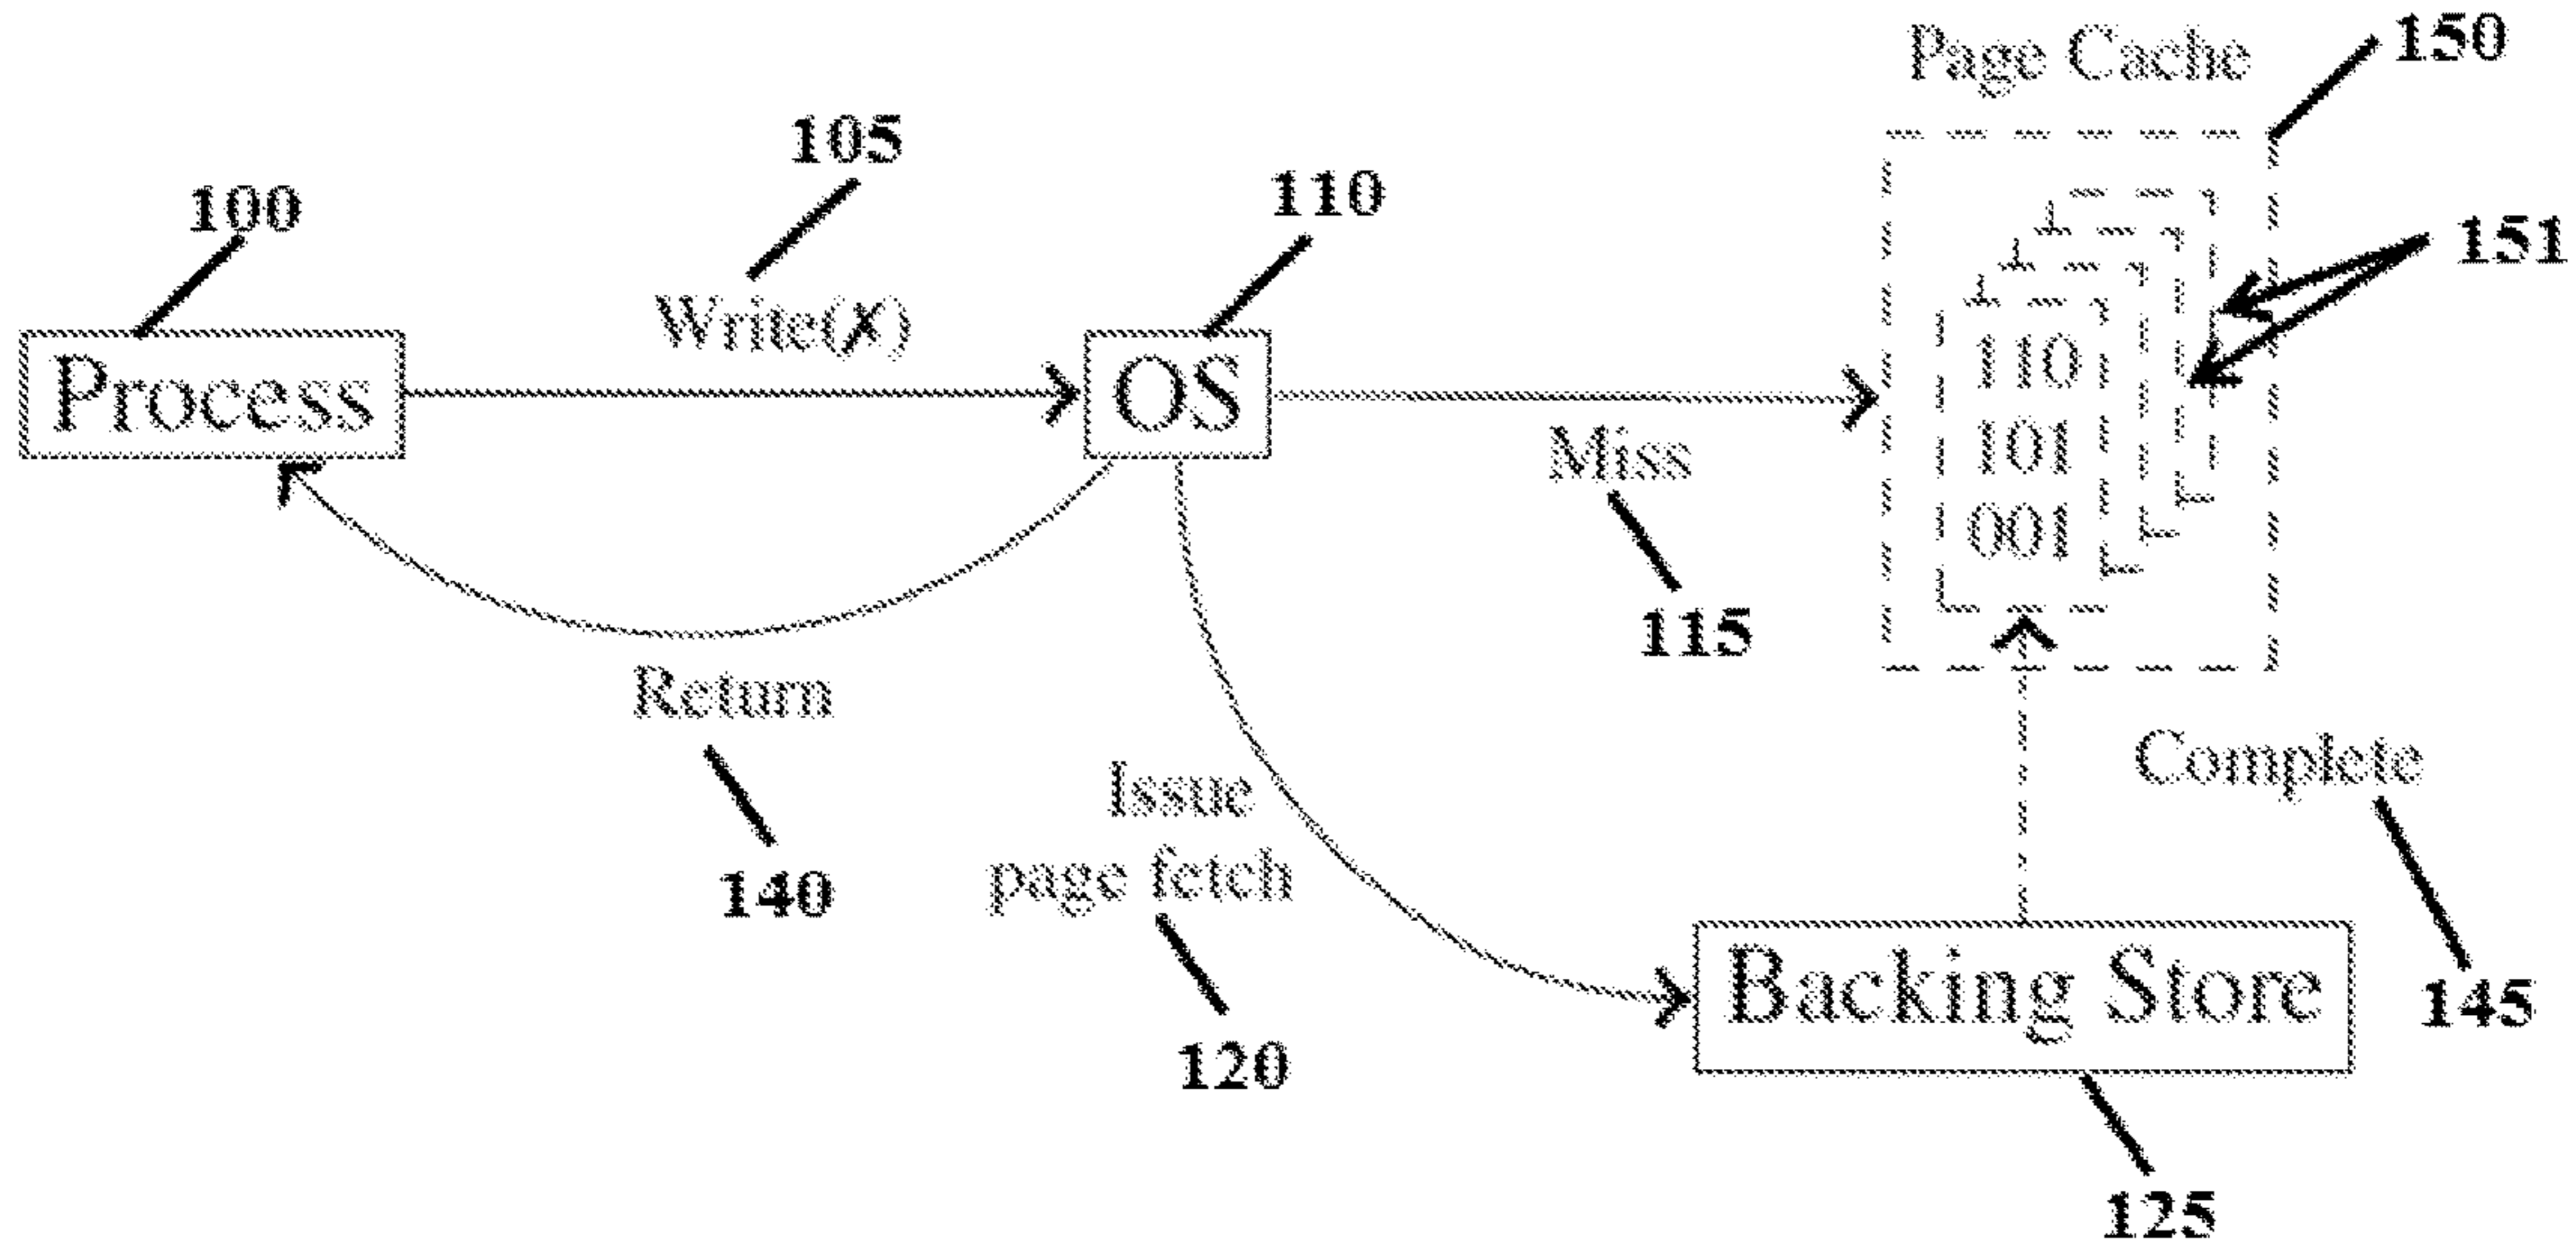 Page Cache
150
105
100
110
151
Write(✗)
Process
OS
110
101
001
Miss
115
Return
140
Issue
page fetch
120
Complete
145
Backing Store
125